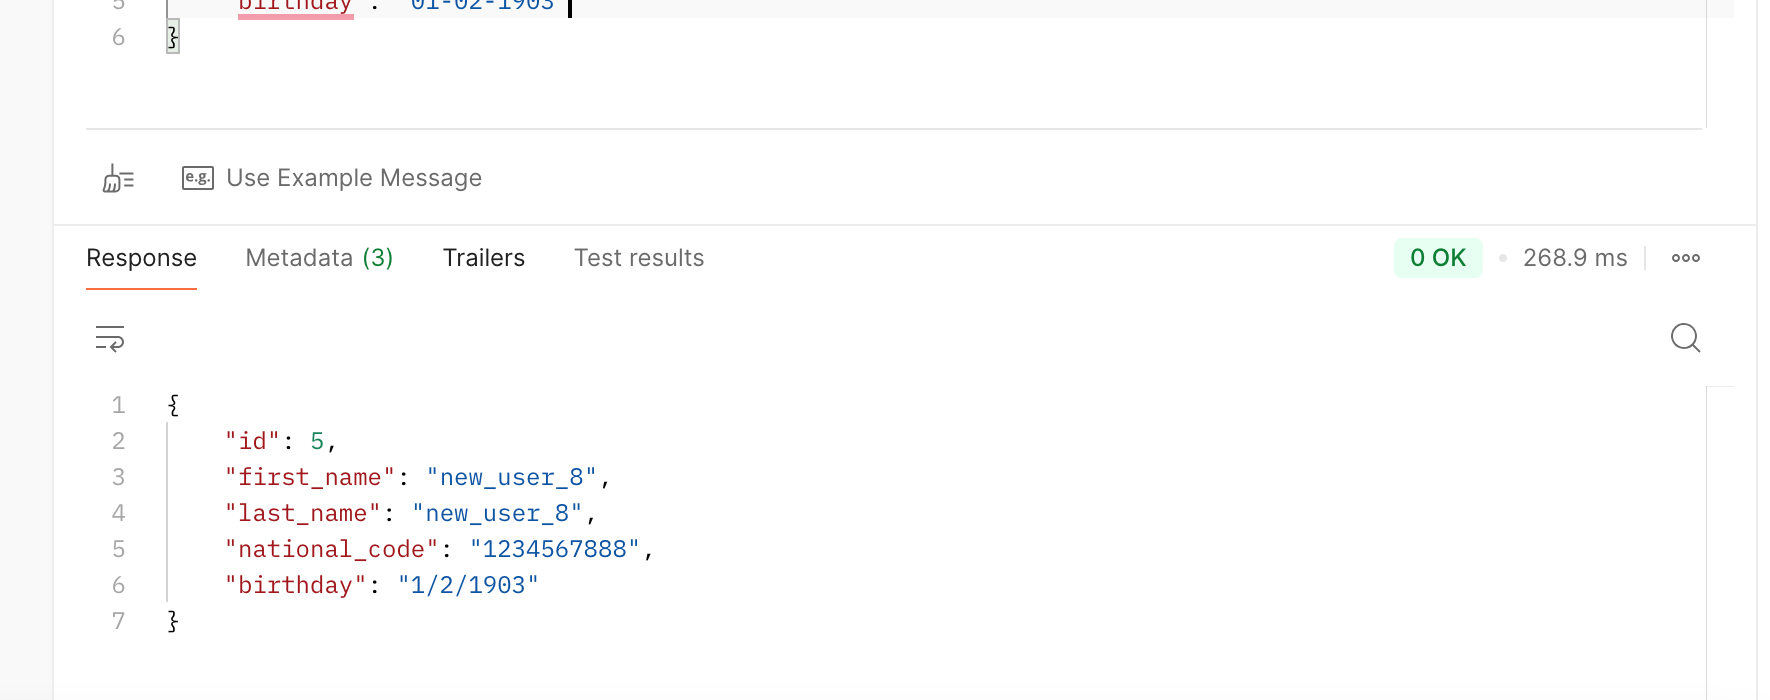 5 "birthday": "01-02-1903"
6 }
e.g. Use Example Message
Response Metadata (3) Trailers Test results 0 OK • 268.9 ms
1 {
2 "id": 5,
3 "first_name": "new_user_8",
4 "last_name": "new_user_8",
5 "national_code": "1234567888",
6 "birthday": "1/2/1903"
7 }